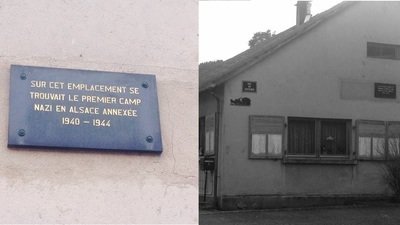 SUR CET EMPLACEMENT SE
TROUVAIT LE PREMIER CAMP
NAZI EN ALSACE ANNEXÉE
1940 - 1944